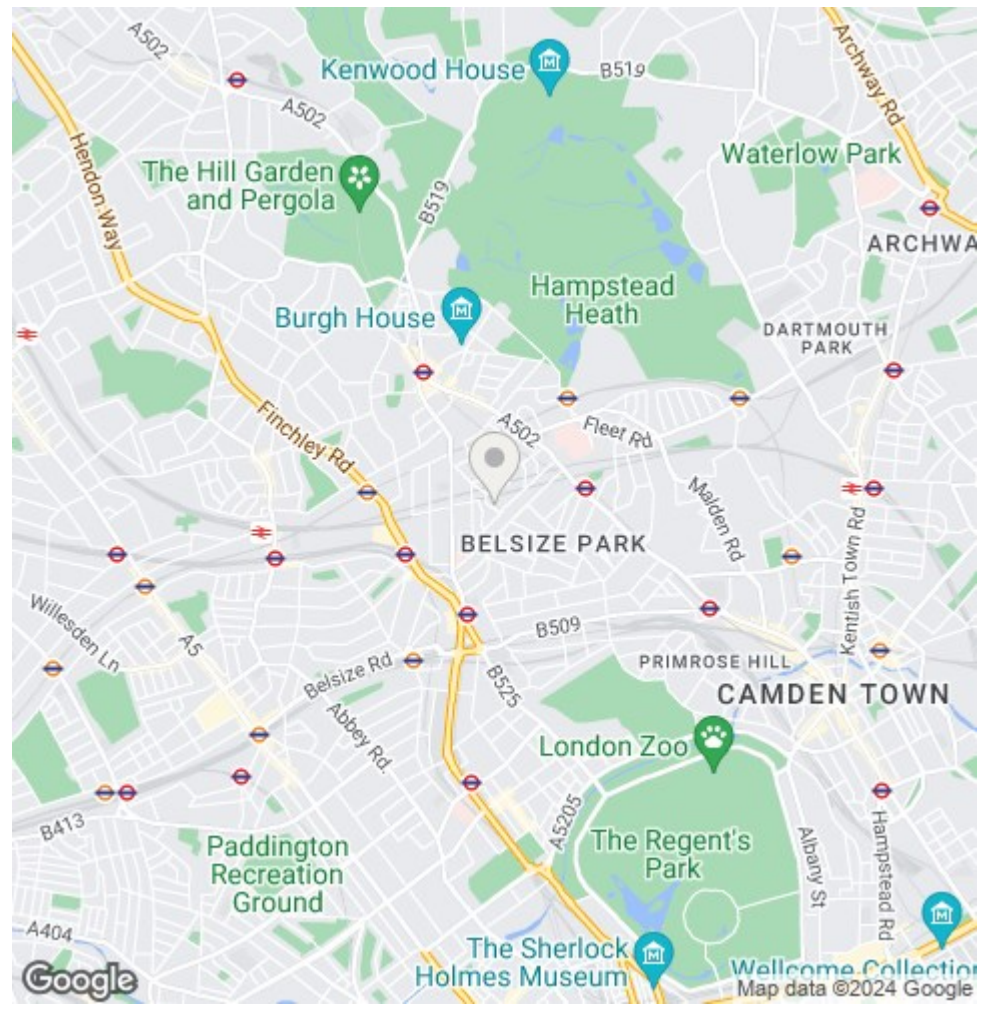 A502
Kenwood House
B519
Archway Rd
A502
Hendon Way
The Hill Garden
and Pergola
B519
Waterlow Park
ARCHWA
Hampstead
Heath
Burgh House
DARTMOUTH
PARK
Finchley Rd
A502
Fleet Rd
Malden Rd
BELSIZE PARK
Kentish Town Rd
Willesden Ln
A5
B509
Belsize Rd
B525
PRIMROSE HILL
CAMDEN TOWN
Abbey Rd.
London Zoo
B413
A5205
Paddington
Recreation
Ground
The Regent's
Park
Albany St
Hampstead Rd
A404
The Sherlock
Holmes Museum
Wellcome Collection
Google
Map data ©2024 Google